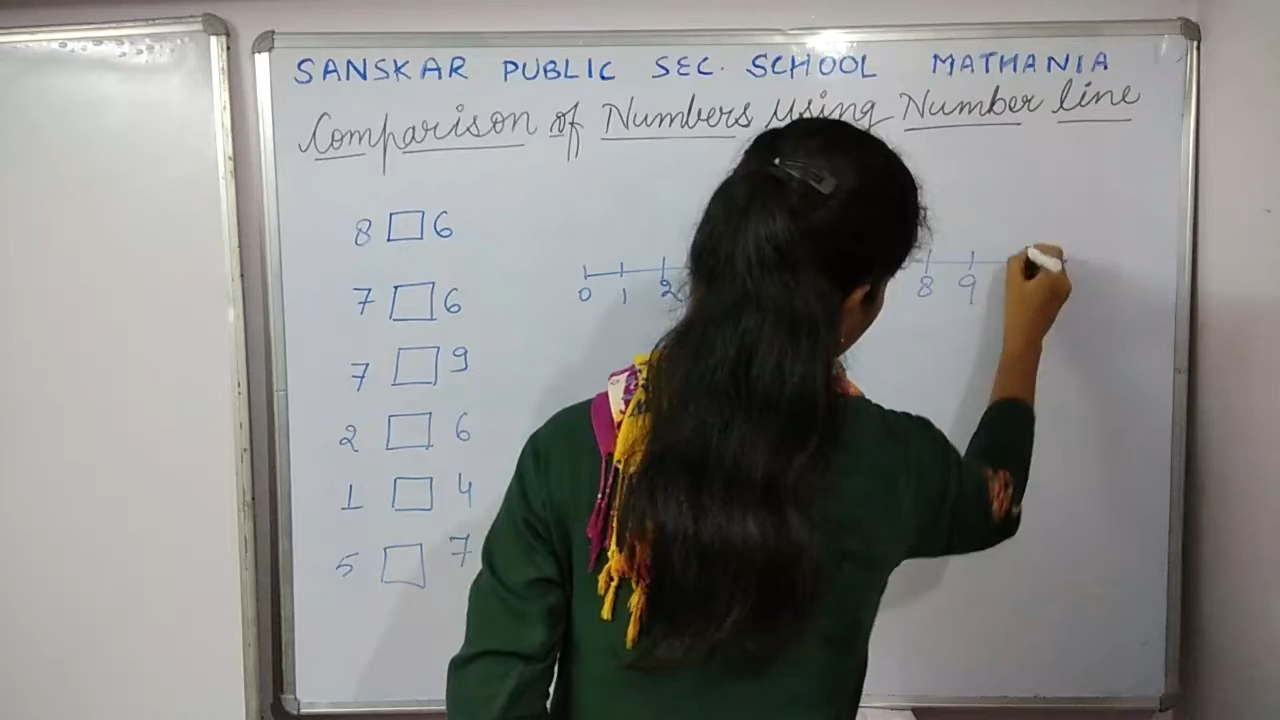 SANSKAR PUBLIC SEC. SCHOOL MATHANIA
Comparison of Numbers Using Number line
8 □ 6
7 □ 6
7 □ 9
2 □ 6
1 □ 4
5 □ 7
0 1 2 8 9